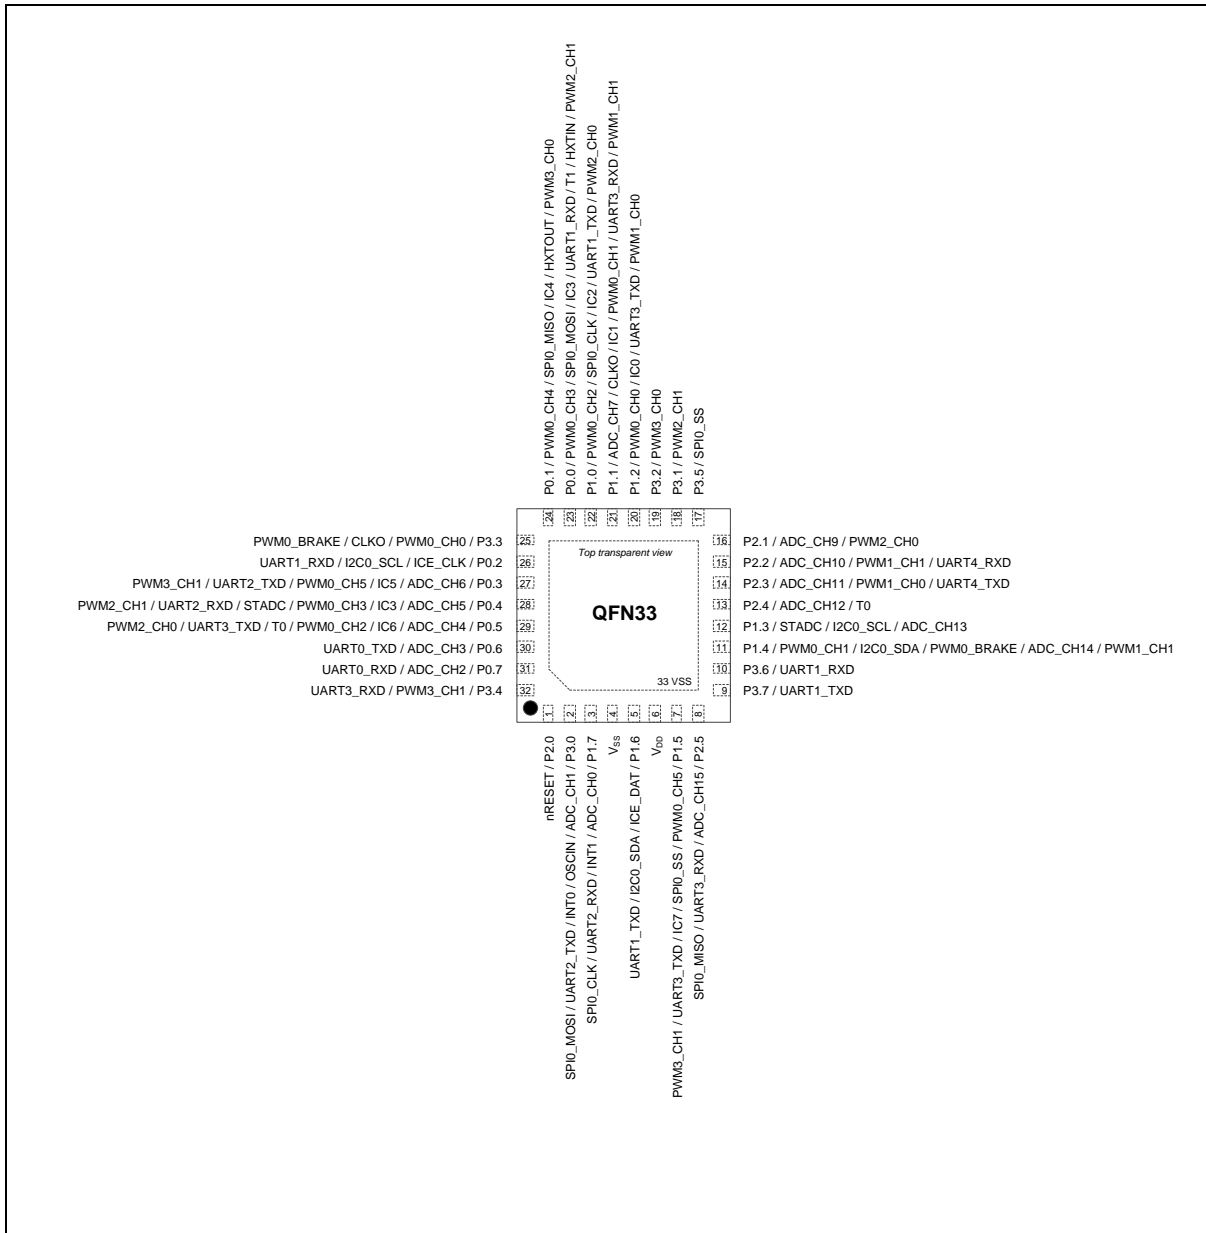 P0.1 / PWM0_CH4 / SPI0_MISO / IC4 / HXTOUT / PWM3_CH0
P0.0 / PWM0_CH3 / SPI0_MOSI / IC3 / UART1_RXD / T1 / HXTIN / PWM2_CH1
P1.0 / PWM0_CH2 / SPI0_CLK / IC2 / UART1_TXD / PWM2_CH0
P1.1 / ADC_CH7 / CLKO / IC1 / PWM0_CH1 / UART3_RXD / PWM1_CH1
P1.2 / PWM0_CH0 / IC0 / UART3_TXD / PWM1_CH0
P3.2 / PWM3_CH0
P3.1 / PWM2_CH1
P3.5 / SPI0_SS
24 23 22 21 20 19 18 17
PWM0_BRAKE / CLKO / PWM0_CH0 / P3.3 25
UART1_RXD / I2C0_SCL / ICE_CLK / P0.2 26
PWM3_CH1 / UART2_TXD / PWM0_CH5 / IC5 / ADC_CH6 / P0.3 27
PWM2_CH1 / UART2_RXD / STADC / PWM0_CH3 / IC3 / ADC_CH5 / P0.4 28
PWM2_CH0 / UART3_TXD / T0 / PWM0_CH2 / IC6 / ADC_CH4 / P0.5 29
UART0_TXD / ADC_CH3 / P0.6 30
UART0_RXD / ADC_CH2 / P0.7 31
UART3_RXD / PWM3_CH1 / P3.4 32
Top transparent view
QFN33
33 VSS
16 P2.1 / ADC_CH9 / PWM2_CH0
15 P2.2 / ADC_CH10 / PWM1_CH1 / UART4_RXD
14 P2.3 / ADC_CH11 / PWM1_CH0 / UART4_TXD
13 P2.4 / ADC_CH12 / T0
12 P1.3 / STADC / I2C0_SCL / ADC_CH13
11 P1.4 / PWM0_CH1 / I2C0_SDA / PWM0_BRAKE / ADC_CH14 / PWM1_CH1
10 P3.6 / UART1_RXD
9 P3.7 / UART1_TXD
1 2 3 4 5 6 7 8
nRESET / P2.0
SPI0_MOSI / UART2_TXD / INT0 / OSCIN / ADC_CH1 / P3.0
SPI0_CLK / UART2_RXD / INT1 / ADC_CH0 / P1.7
VSS
UART1_TXD / I2C0_SDA / ICE_DAT / P1.6
VDD
PWM3_CH1 / UART3_TXD / IC7 / SPI0_SS / PWM0_CH5 / P1.5
SPI0_MISO / UART3_RXD / ADC_CH15 / P2.5